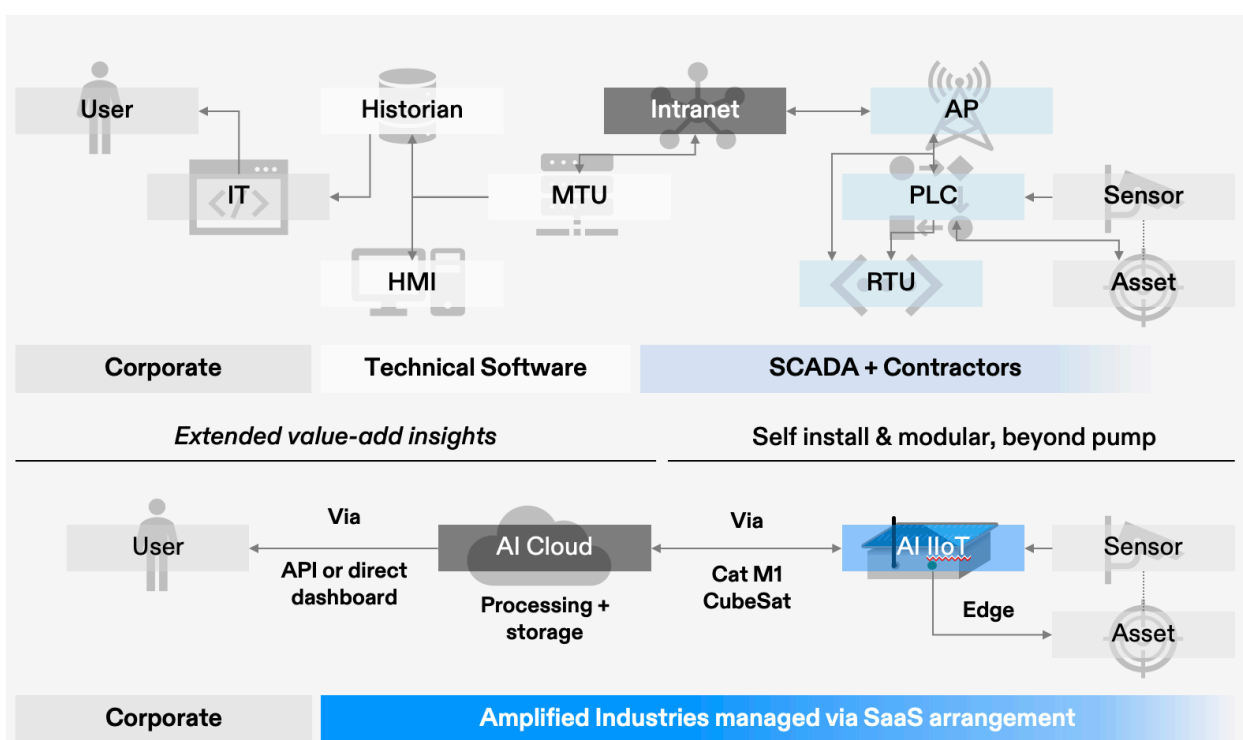 User
Historian
Intranet
AP
IT
MTU
PLC
Sensor
HMI
RTU
Asset
Corporate
Technical Software
SCADA + Contractors
Extended value-add insights
Self install & modular, beyond pump
User
Via
API or direct
dashboard
AI Cloud
Processing +
storage
Via
Cat M1
CubeSat
AI IIoT
Edge
Sensor
Asset
Corporate
Amplified Industries managed via SaaS arrangement